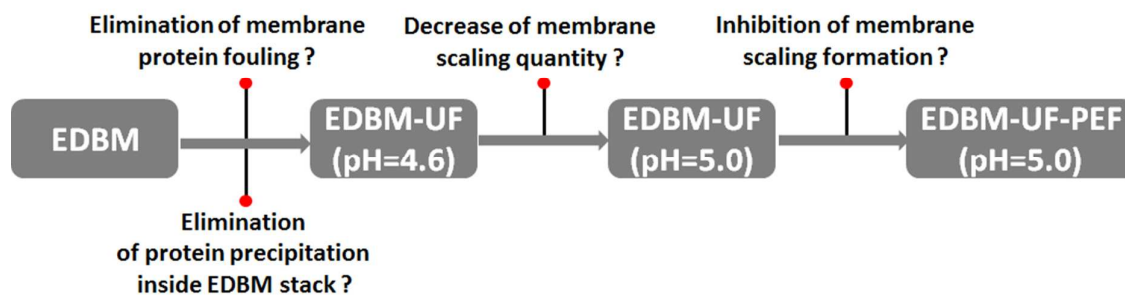 Elimination of membrane
protein fouling ?
Decrease of membrane
scaling quantity ?
Inhibition of membrane
scaling formation ?
EDBM
EDBM-UF
(pH=4.6)
EDBM-UF
(pH=5.0)
EDBM-UF-PEF
(pH=5.0)
Elimination
of protein precipitation
inside EDBM stack ?